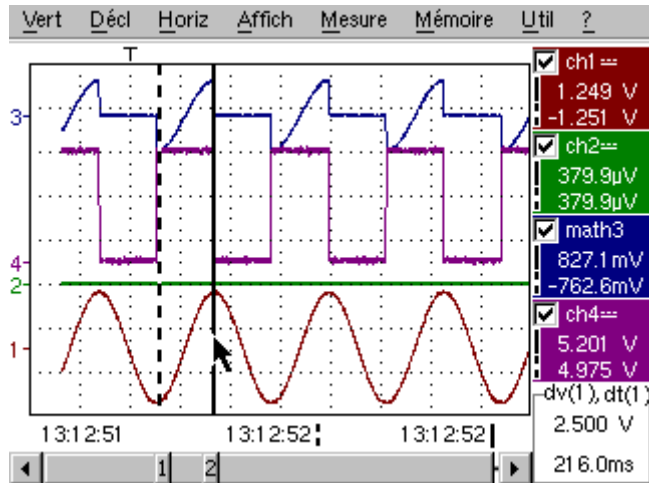 Vert Décl Horiz Affich Mesure Mémoire Util ?
T
ch1
1.249 V
-1.251 V
3
ch2
379.9µV
379.9µV
math3
827.1mV
-762.6mV
4
2
ch4
5.201 V
4.975 V
1
dv(1), dt(1)
2.500 V
216.0ms
13:12:51 13:12:52 13:12:52
1 2